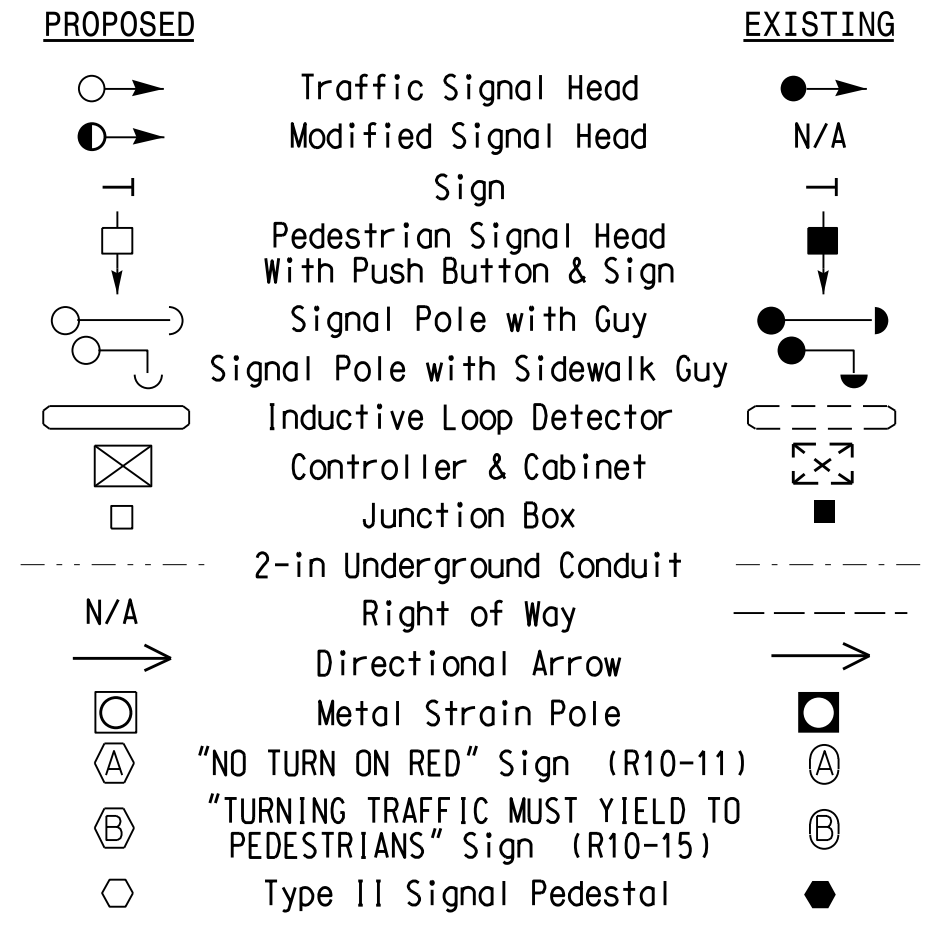 PROPOSED EXISTING
Traffic Signal Head
Modified Signal Head N/A
Sign
Pedestrian Signal Head
With Push Button & Sign
Signal Pole with Guy
Signal Pole with Sidewalk Guy
Inductive Loop Detector
Controller & Cabinet
Junction Box
2-in Underground Conduit
N/A Right of Way
Directional Arrow
Metal Strain Pole
A "NO TURN ON RED" Sign (R10-11) A
"TURNING TRAFFIC MUST YIELD TO
B PEDESTRIANS" Sign (R10-15) B
Type II Signal Pedestal